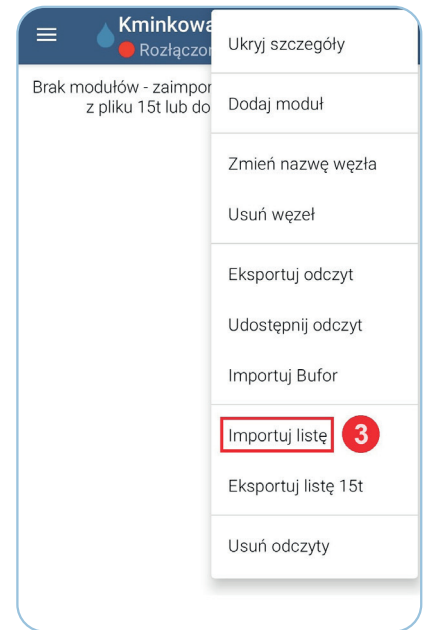 Kminkowa
Rozłączo
Brak modułów - zaimpor
z pliku 15t lub do
Ukryj szczegóły
Dodaj moduł
Zmień nazwę węzła
Usuń węzeł
Eksportuj odczyt
Udostępnij odczyt
Importuj Bufor
Importuj listę 3
Eksportuj listę 15t
Usuń odczyty